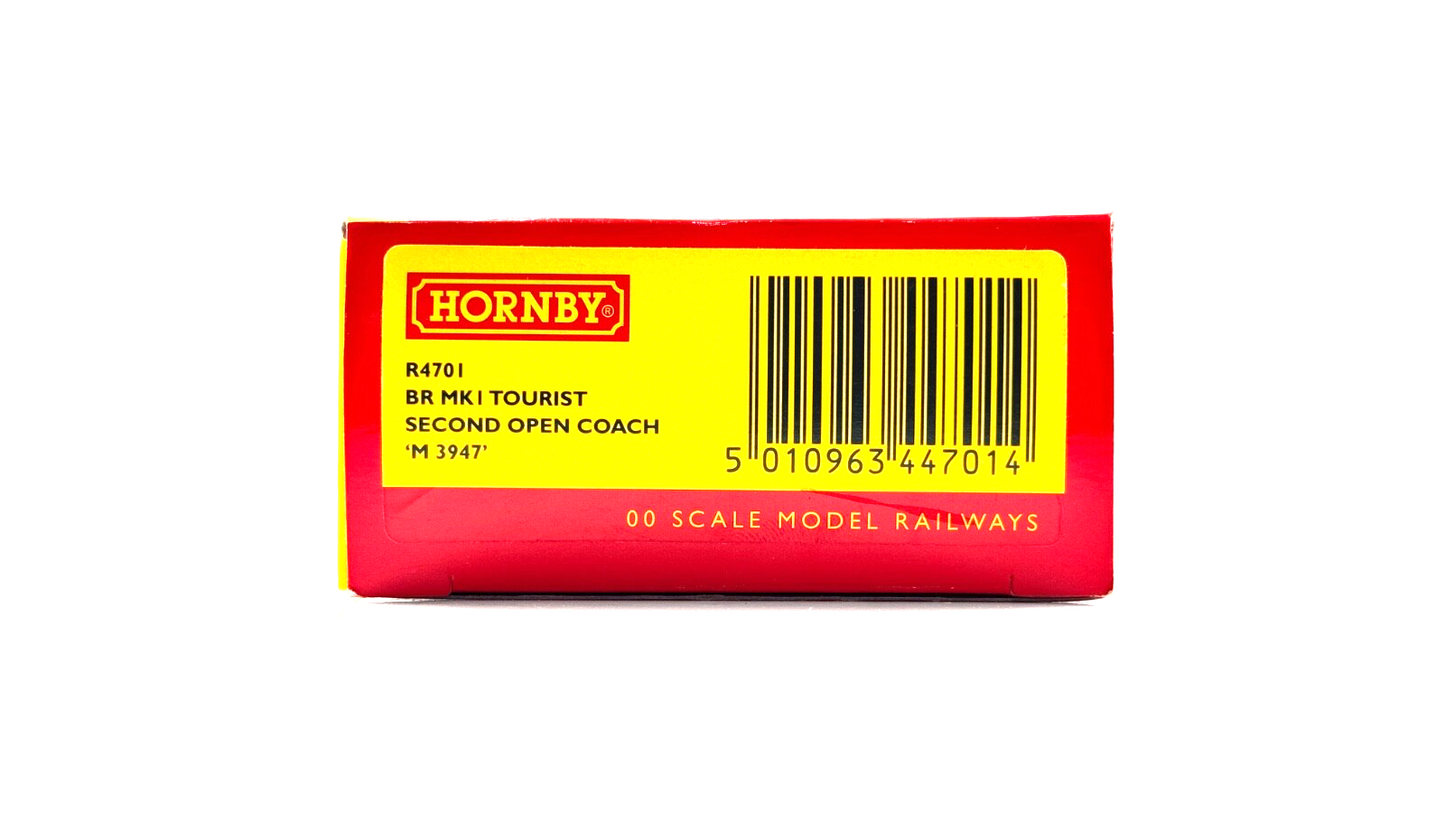 HORNBY®
R4701
BR MK1 TOURIST
SECOND OPEN COACH
‘M 3947’
5 010963 447014
00 SCALE MODEL RAILWAYS